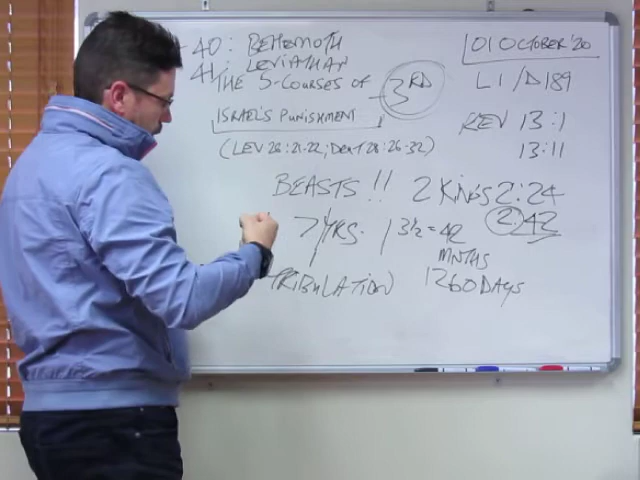 40: BEHEMOTH
41: LEVIATHAN
THE 5-COURSES OF
ISRAEL'S PUNISHMENT
3RD
(LEV 26:21-22; DEUT 28:26-32)
BEASTS !!
7 YRS.
TRIBULATION
01 OCTOBER '20
L1/D189
REV 13:1
13:11
2 KINGS 2:24
2:42
3½ = 42
MNTHS
1260 DAYS